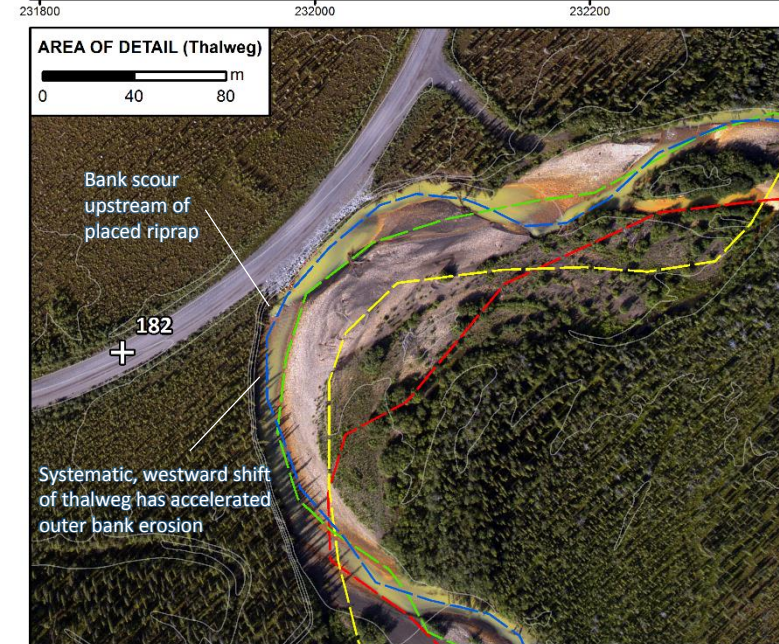 231800
232000
232200
AREA OF DETAIL (Thalweg)
m
0 40 80
Bank scour
upstream of
placed riprap
182
Systematic, westward shift
of thalweg has accelerated
outer bank erosion